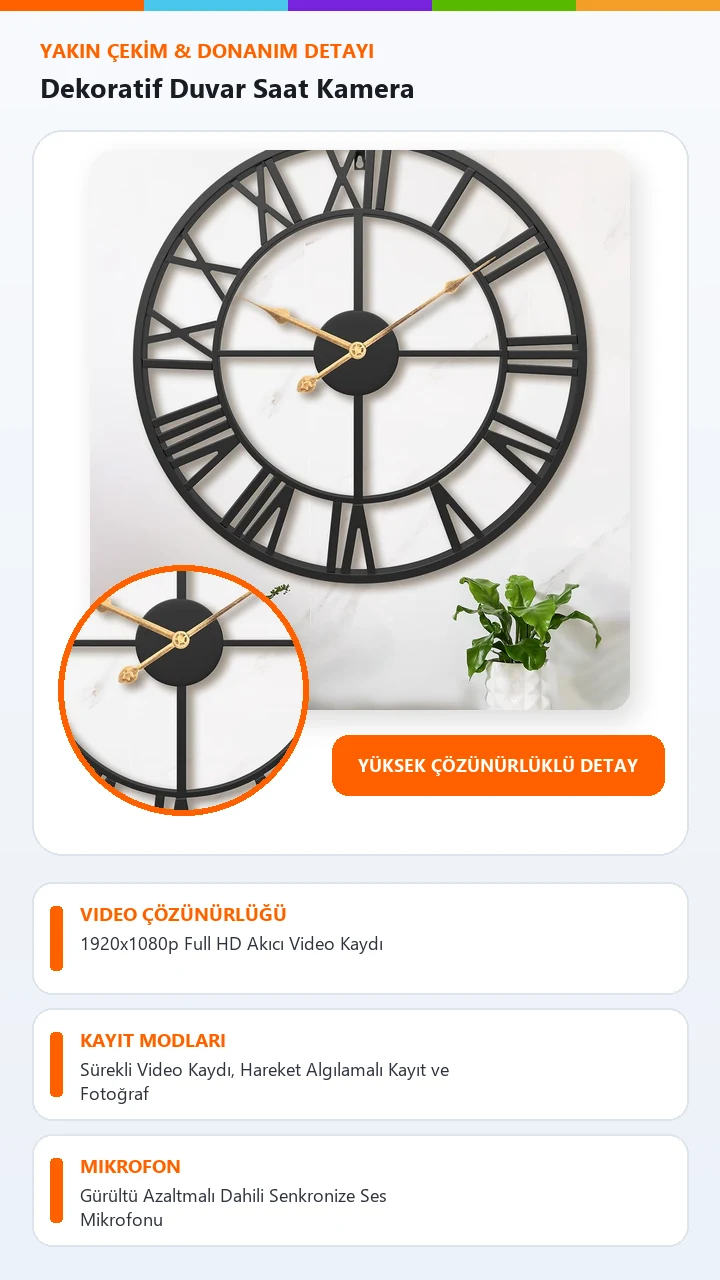 YAKIN ÇEKİM & DONANIM DETAYI
Dekoratif Duvar Saat Kamera
YÜKSEK ÇÖZÜNÜRLÜKLÜ DETAY
VIDEO ÇÖZÜNÜRLÜĞÜ
1920x1080p Full HD Akıcı Video Kaydı
KAYIT MODLARI
Sürekli Video Kaydı, Hareket Algılamalı Kayıt ve
Fotoğraf
MIKROFON
Gürültü Azaltmalı Dahili Senkronize Ses
Mikrofonu